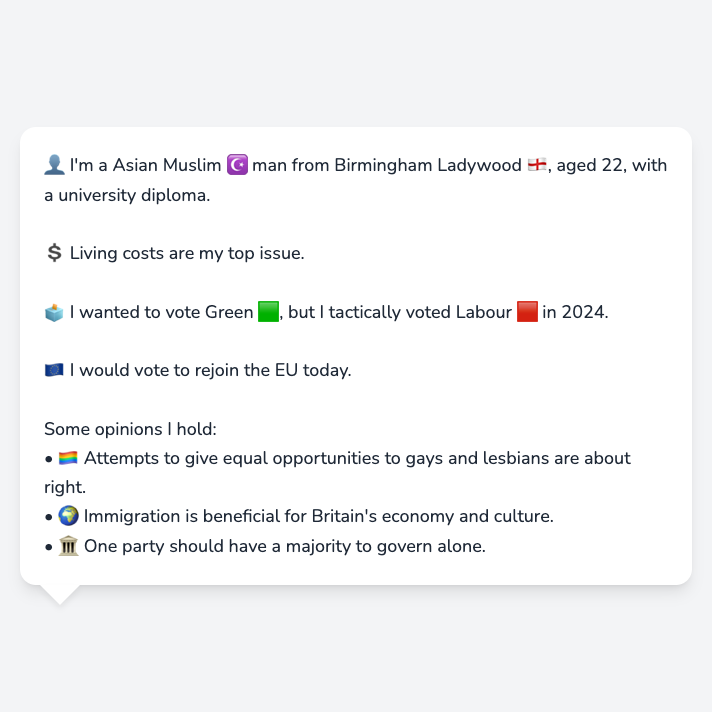 👤 I'm a Asian Muslim ☪️ man from Birmingham Ladywood 🏴󠁧󠁢󠁥󠁮󠁧󠁿, aged 22, with
a university diploma.
💲 Living costs are my top issue.
🗳️ I wanted to vote Green 🟩, but I tactically voted Labour 🟥 in 2024.
🇪🇺 I would vote to rejoin the EU today.
Some opinions I hold:
• 🏳️‍🌈 Attempts to give equal opportunities to gays and lesbians are about
right.
• 🌍 Immigration is beneficial for Britain's economy and culture.
• 🏛️ One party should have a majority to govern alone.